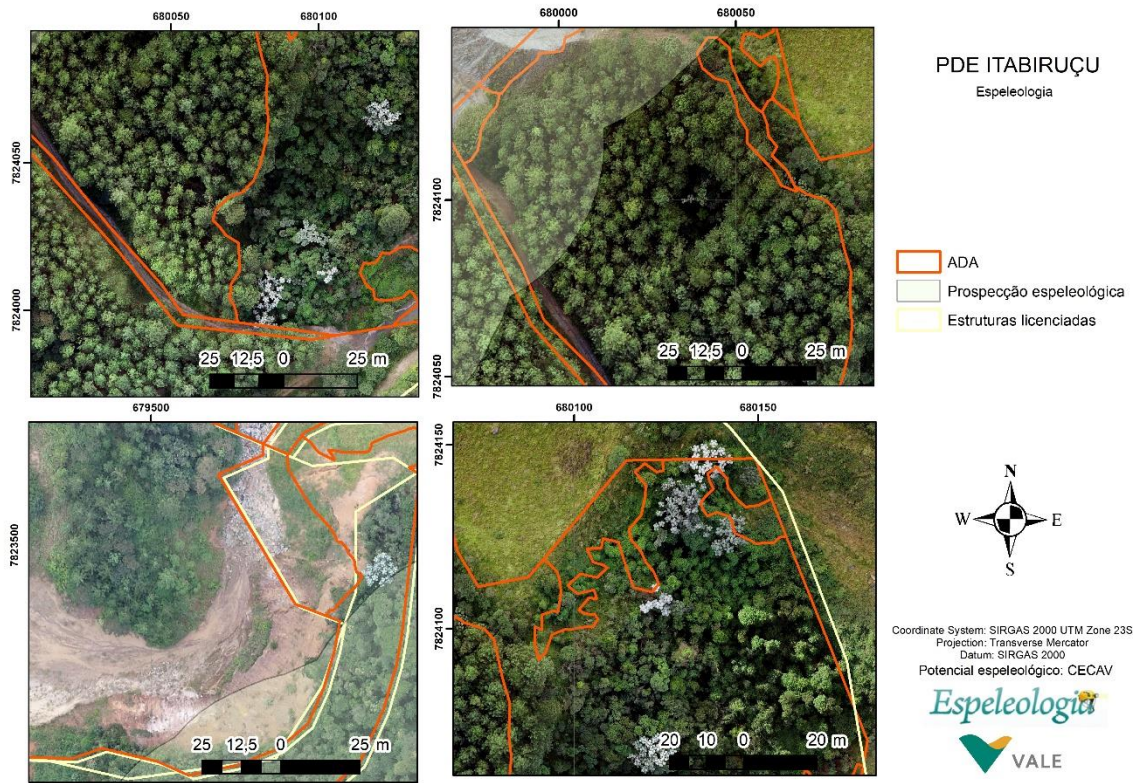 680050 680100
7824050
7824000
25 12,5 0 25 m
680000 680050
7824100
7824050
25 12,5 0 25 m
679500
7823500
25 12,5 0 25 m
680100 680150
7824150
7824100
20 10 0 20 m
PDE ITABIRUÇU
Espeleologia
ADA
Prospecção espeleológica
Estruturas licenciadas
N
W E
S
Coordinate System: SIRGAS 2000 UTM Zone 23S
Projection: Transverse Mercator
Datum: SIRGAS 2000
Potencial espeleológico: CECAV
Espeleologia
VALE